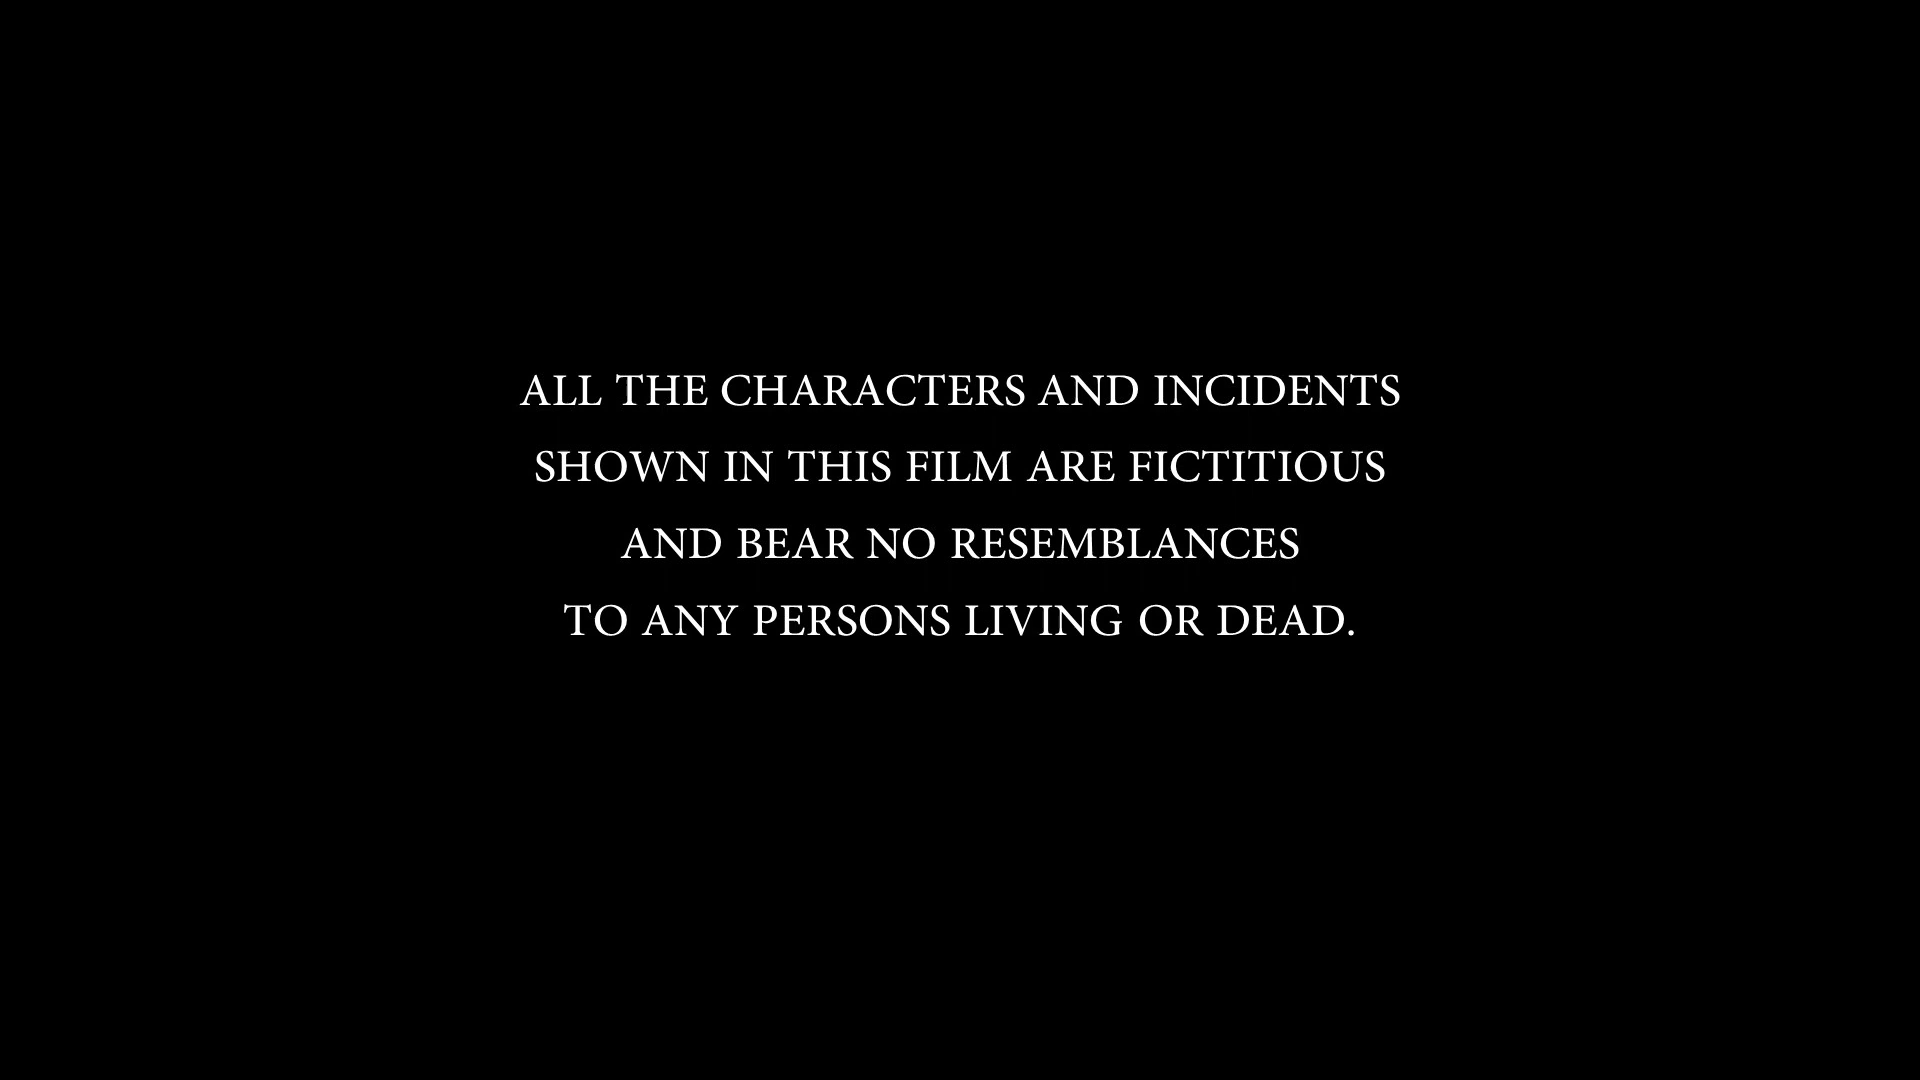 ALL THE CHARACTERS AND INCIDENTS
SHOWN IN THIS FILM ARE FICTITIOUS
AND BEAR NO RESEMBLANCES
TO ANY PERSONS LIVING OR DEAD.